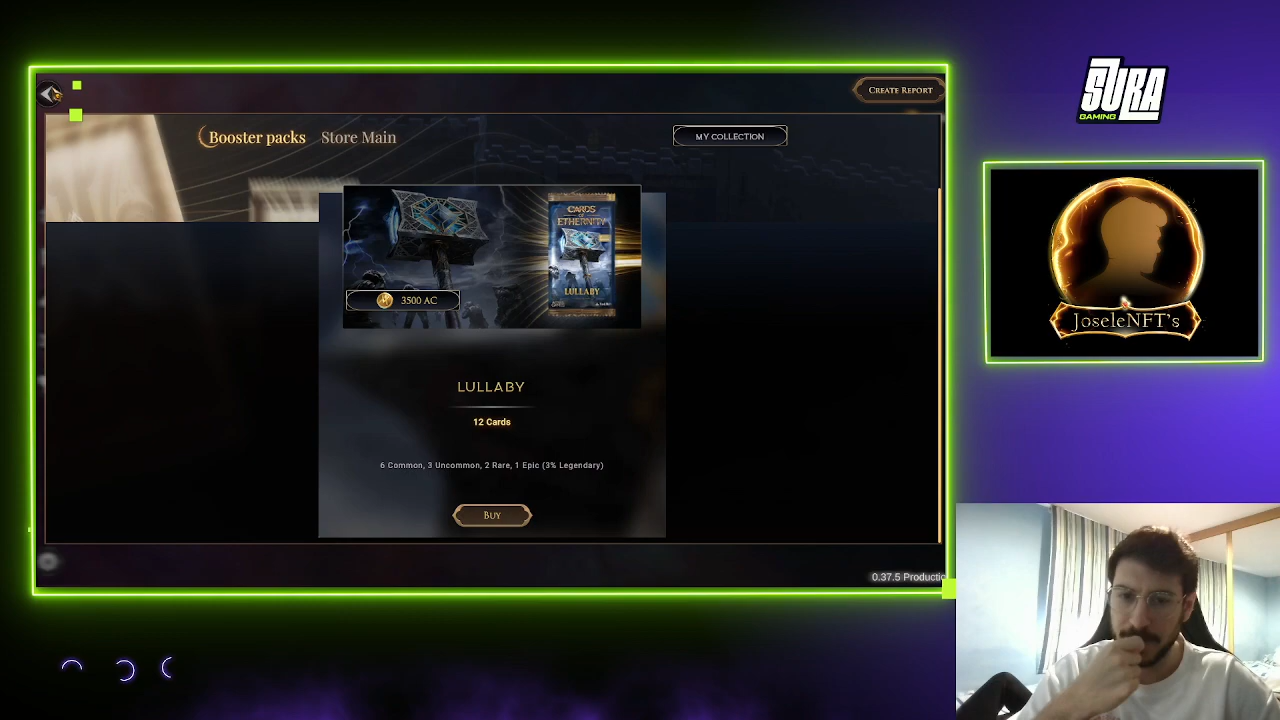 CREATE REPORT
SURA
GAMING
Booster packs
Store Main
MY COLLECTION
CARDS
OF
ETHERNITY
LULLABY
3500 AC
JoseleNFT's
LULLABY
12 Cards
6 Common, 3 Uncommon, 2 Rare, 1 Epic (3% Legendary)
BUY
0.37.5 Productio